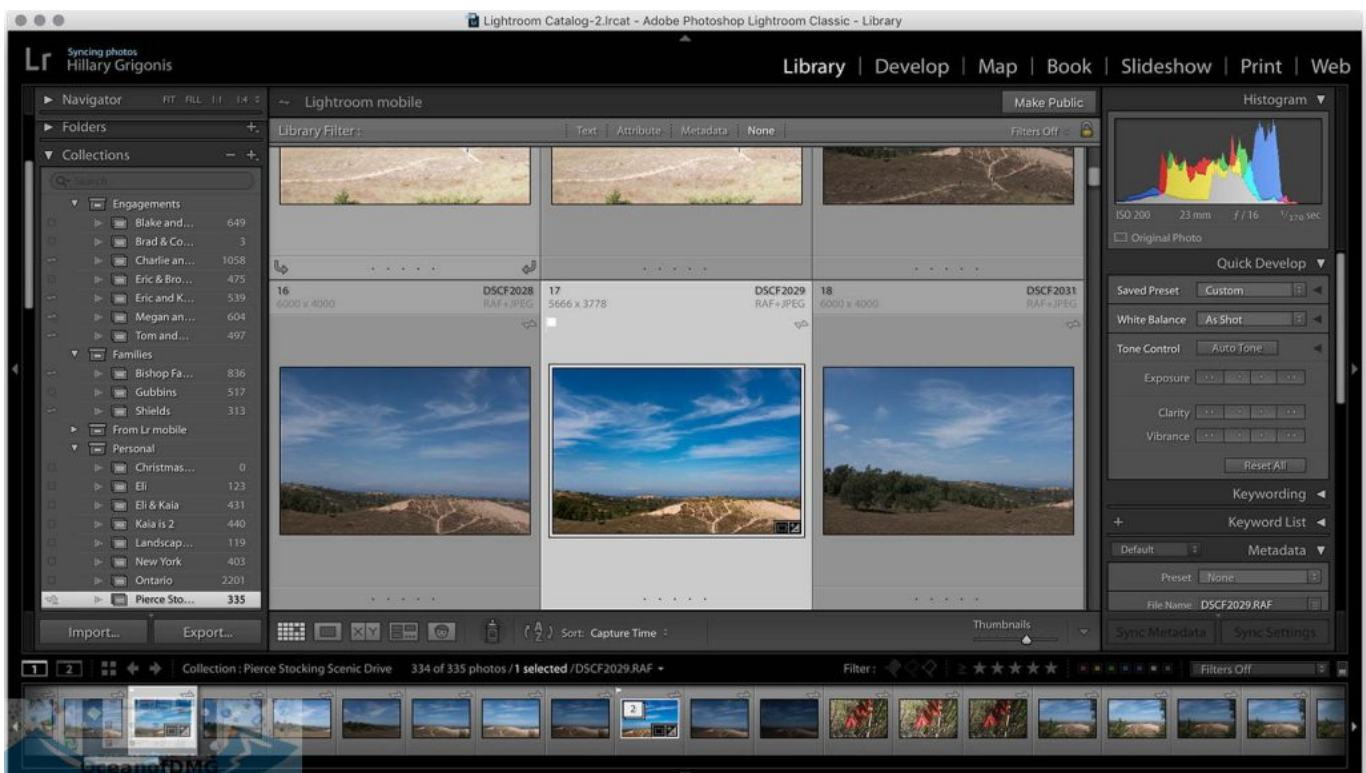 Lightroom Catalog-2.lrcat - Adobe Photoshop Lightroom Classic - Library
Lr Syncing photos
Hillary Grigonis
Library | Develop | Map | Book | Slideshow | Print | Web
Navigator FIT FILL 1:1 1:4
Folders
Collections
Search
Engagements
Blake and... 649
Brad & Co... 3
Charlie an... 1058
Eric & Bro... 475
Eric and K... 539
Megan an... 604
Tom and... 497
Families
Bishop Fa... 836
Gubbins 517
Shields 313
From Lr mobile
Personal
Christmas... 0
Eli 123
Eli & Kaia 431
Kaia is 2 440
Landscap... 119
New York 403
Ontario 2201
Pierce Sto... 335
Import... Export...
Lightroom mobile Make Public
Library Filter: Text Attribute Metadata None Filters Off
16 DSCF2028
6000 x 4000 RAF+JPEG
17 DSCF2029
5666 x 3778 RAF+JPEG
18 DSCF2031
6000 x 4000 RAF+JPEG
X Y
A Z Sort: Capture Time
Thumbnails
Histogram
ISO 200 23 mm f / 16 1/170 sec
Original Photo
Quick Develop
Saved Preset Custom
White Balance As Shot
Tone Control Auto Tone
Exposure
Clarity
Vibrance
Reset All
Keywording
+ Keyword List
Default Metadata
Preset None
File Name DSCF2029.RAF
Sync Metadata Sync Settings
1 2 Collection : Pierce Stocking Scenic Drive 334 of 335 photos / 1 selected / DSCF2029.RAF Filter : Filters Off
2
OceanofDMG